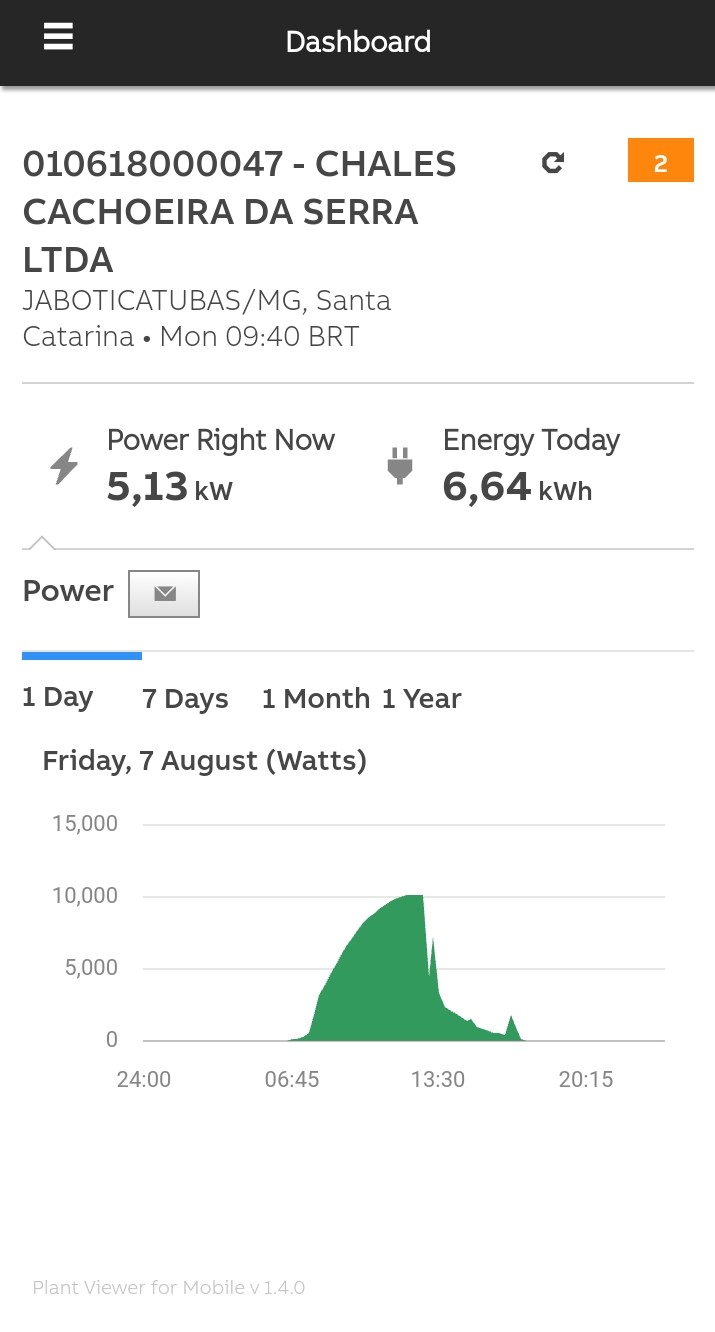 Dashboard
010618000047 - CHALES
CACHOEIRA DA SERRA
LTDA
2
JABOTICATUBAS/MG, Santa
Catarina • Mon 09:40 BRT
Power Right Now
5,13 kW
Energy Today
6,64 kWh
Power
1 Day 7 Days 1 Month 1 Year
Friday, 7 August (Watts)
15,000
10,000
5,000
0
24:00 06:45 13:30 20:15
Plant Viewer for Mobile v 1.4.0